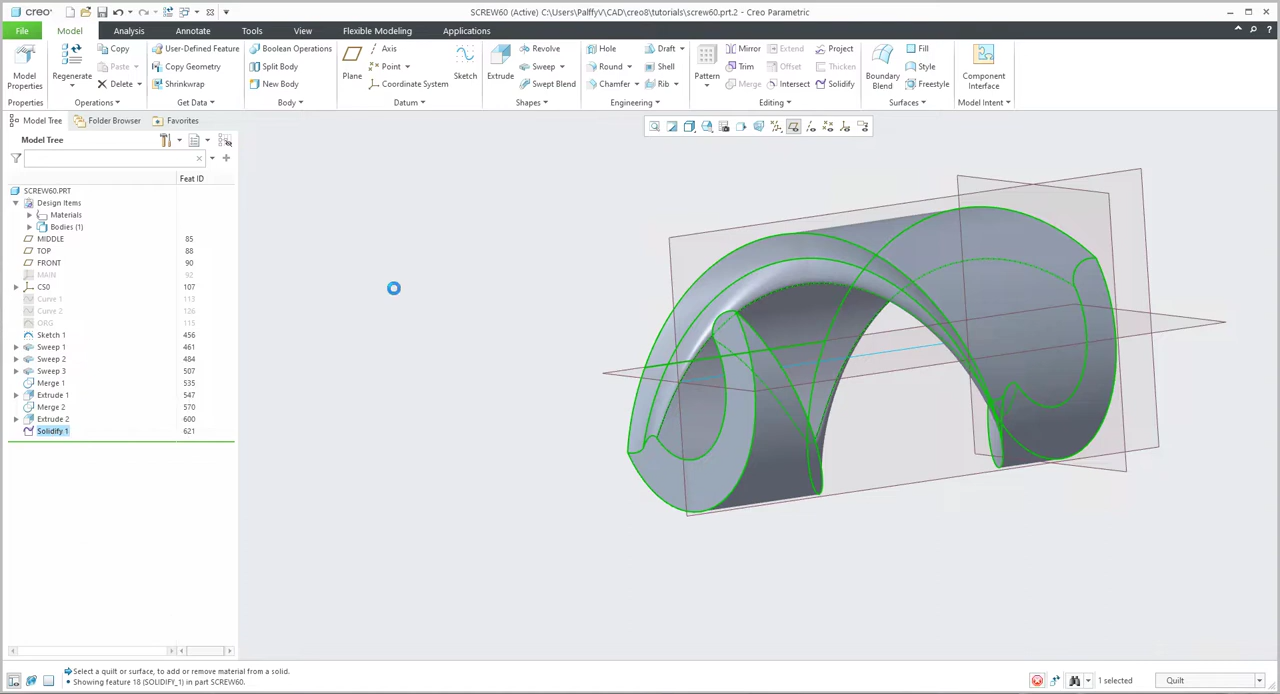 creo
SCREW60 (Active) C:\Users\PalffyV\CAD\creo8\tutorials\screw60.prt.2 - Creo Parametric
File Model Analysis Annotate Tools View Flexible Modeling Applications
Model Properties
Properties
Regenerate
Copy
Paste
Delete
Operations
User-Defined Feature
Copy Geometry
Shrinkwrap
Get Data
Boolean Operations
Split Body
New Body
Body
Plane
Axis
Point
Coordinate System
Sketch
Datum
Extrude
Revolve
Sweep
Swept Blend
Shapes
Hole
Round
Chamfer
Draft
Shell
Rib
Engineering
Pattern
Mirror
Trim
Merge
Extend
Offset
Intersect
Project
Thicken
Solidify
Editing
Boundary Blend
Fill
Style
Freestyle
Surfaces
Component Interface
Model Intent
Model Tree Folder Browser Favorites
Model Tree
Feat ID
SCREW60.PRT
Design Items
Materials
Bodies (1)
MIDDLE 85
TOP 88
FRONT 90
MAIN 92
CS0 107
Curve 1 113
Curve 2 126
ORG 115
Sketch 1 456
Sweep 1 461
Sweep 2 484
Sweep 3 507
Merge 1 535
Extrude 1 547
Merge 2 570
Extrude 2 600
Solidify 1 621
Select a quilt or surface, to add or remove material from a solid.
Showing feature 18 (SOLIDIFY_1) in part SCREW60.
1 selected
Quilt